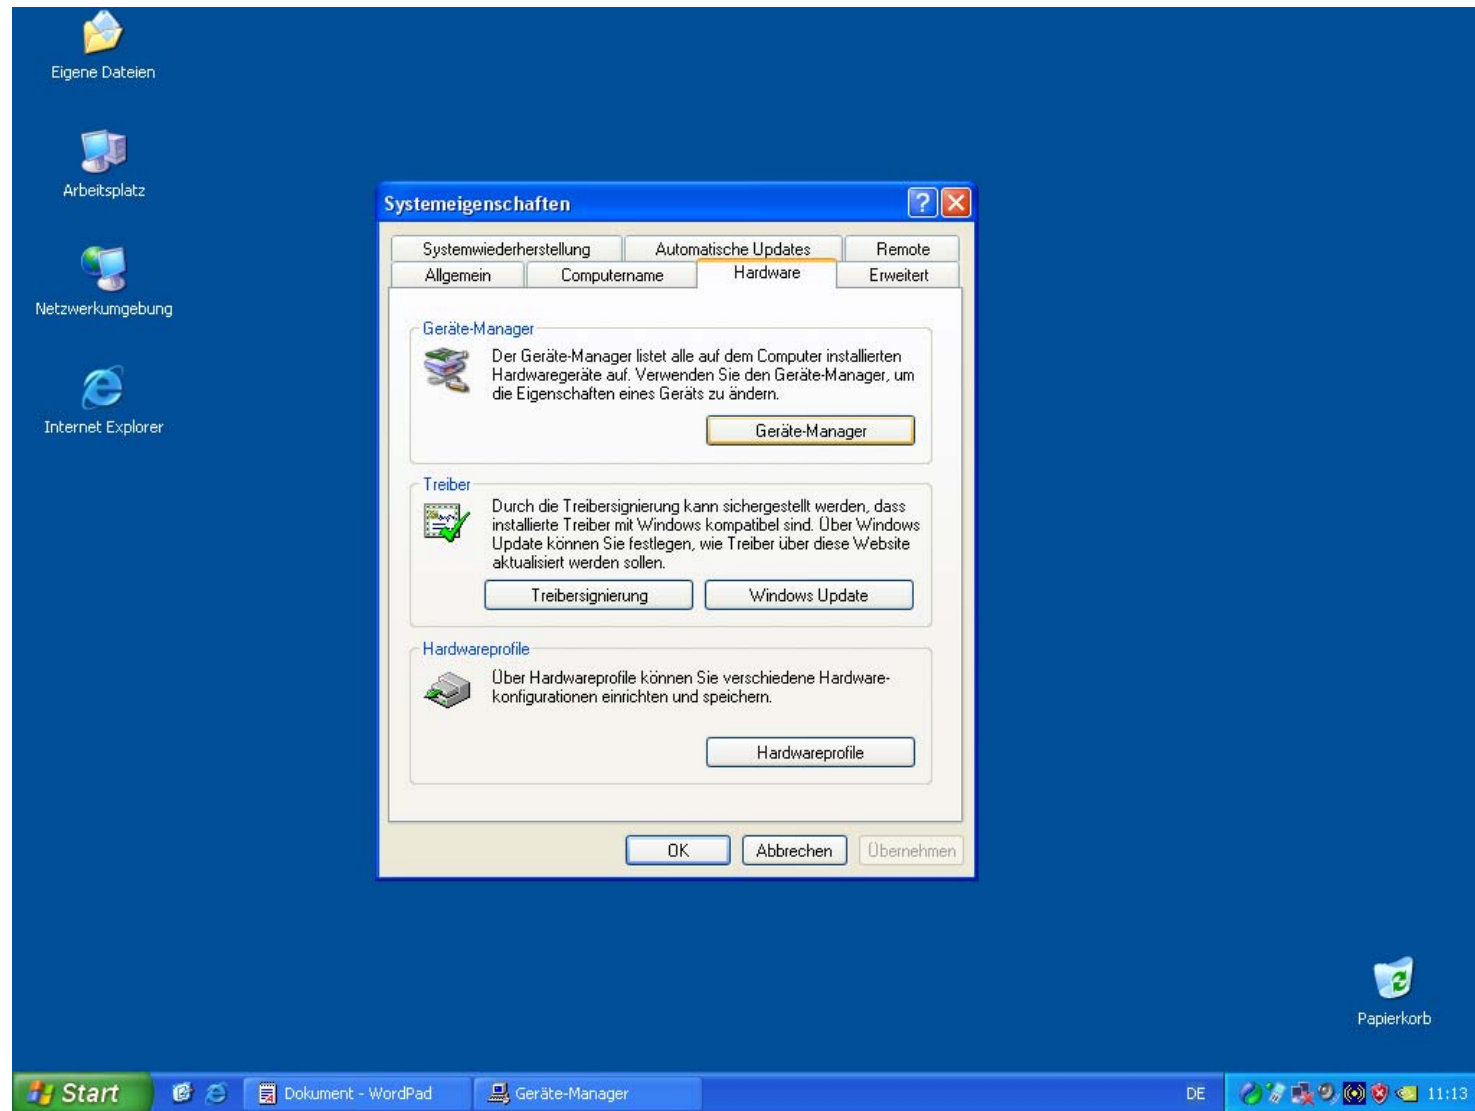 Eigene Dateien
Arbeitsplatz
Netzwerkumgebung
Internet Explorer
Systemeigenschaften
Systemwiederherstellung Automatische Updates Remote
Allgemein Computername Hardware Erweitert
Geräte-Manager
Der Geräte-Manager listet alle auf dem Computer installierten
Hardwaregeräte auf. Verwenden Sie den Geräte-Manager, um
die Eigenschaften eines Geräts zu ändern.
Geräte-Manager
Treiber
Durch die Treibersignierung kann sichergestellt werden, dass
installierte Treiber mit Windows kompatibel sind. Über Windows
Update können Sie festlegen, wie Treiber über diese Website
aktualisiert werden sollen.
Treibersignierung Windows Update
Hardwareprofile
Über Hardwareprofile können Sie verschiedene Hardware-
konfigurationen einrichten und speichern.
Hardwareprofile
OK Abbrechen Übernehmen
Papierkorb
Start Dokument - WordPad Geräte-Manager DE 11:13